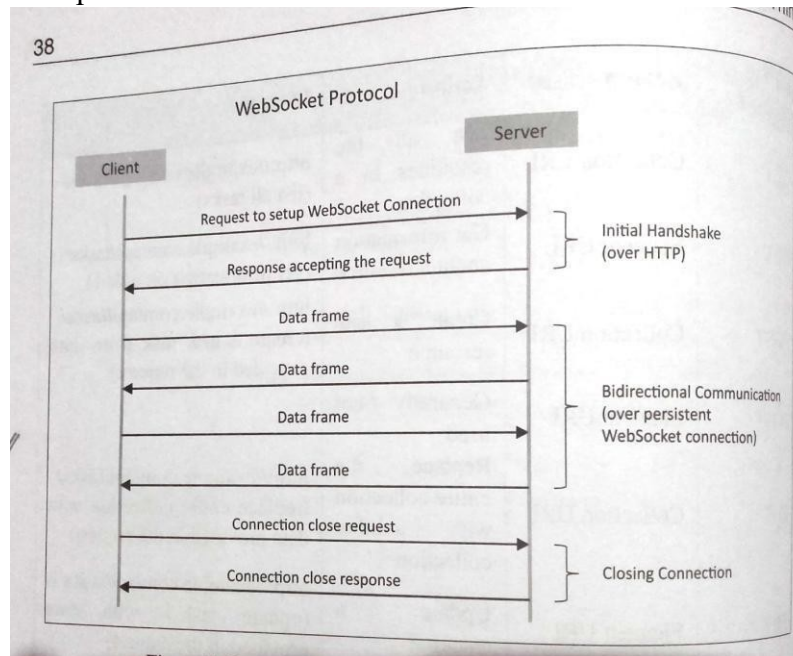 38
WebSocket Protocol
Client
Server
Request to setup WebSocket Connection
Initial Handshake
(over HTTP)
Response accepting the request
Data frame
Data frame
Bidirectional Communication
(over persistent
WebSocket connection)
Data frame
Data frame
Connection close request
Closing Connection
Connection close response